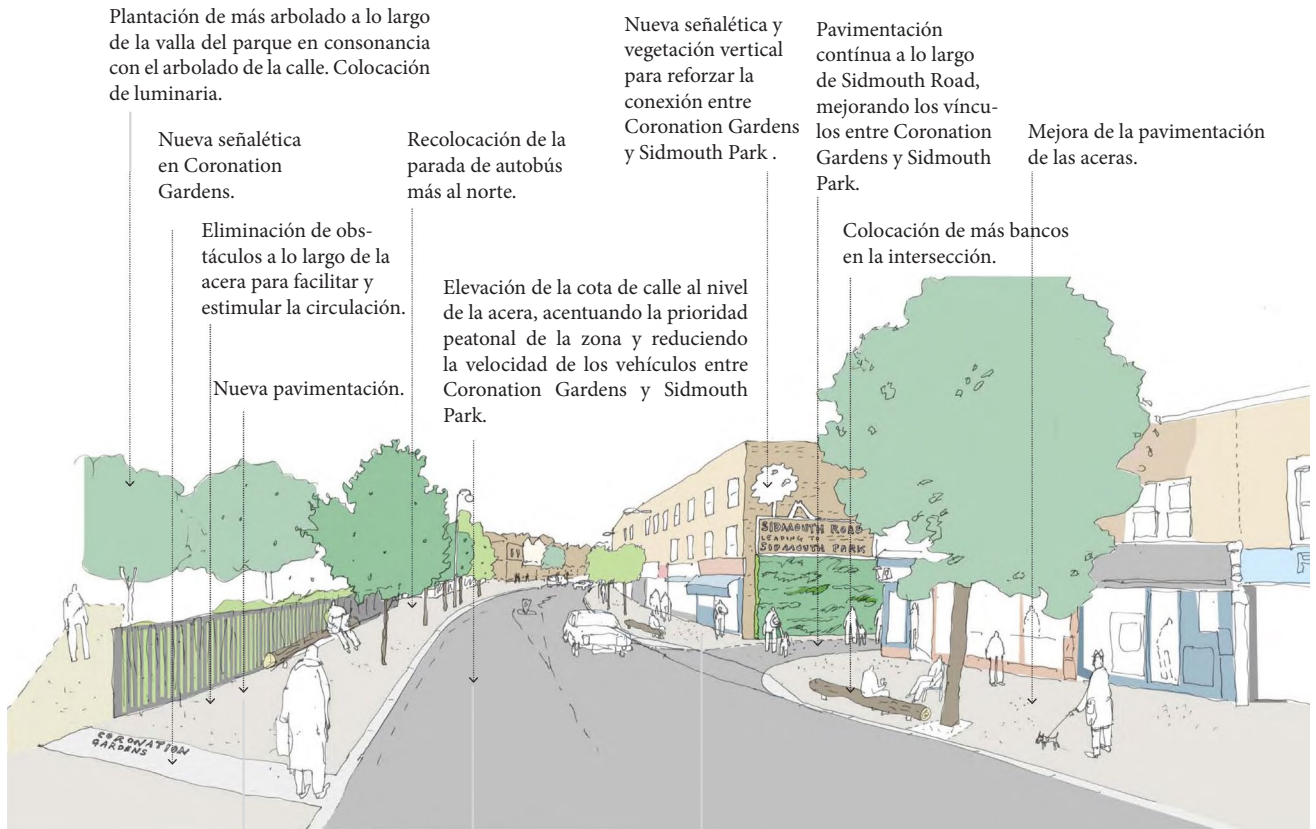 Plantación de más arbolado a lo largo
de la valla del parque en consonancia
con el arbolado de la calle. Colocación
de luminaria.
Nueva señalética
en Coronation
Gardens.
Recolocación de la
parada de autobús
más al norte.
Nueva señalética y
vegetación vertical
para reforzar la
conexión entre
Coronation Gardens
y Sidmouth Park .
Pavimentación
contínua a lo largo
de Sidmouth Road,
mejorando los víncu-
los entre Coronation
Gardens y Sidmouth
Park.
Mejora de la pavimentación
de las aceras.
Eliminación de obs-
táculos a lo largo de la
acera para facilitar y
estimular la circulación.
Colocación de más bancos
en la intersección.
Elevación de la cota de calle al nivel
de la acera, acentuando la prioridad
peatonal de la zona y reduciendo
la velocidad de los vehículos entre
Coronation Gardens y Sidmouth
Park.
Nueva pavimentación.
SIDMOUTH ROAD
LEADING TO
SIDMOUTH PARK
F
CORONATION
GARDENS